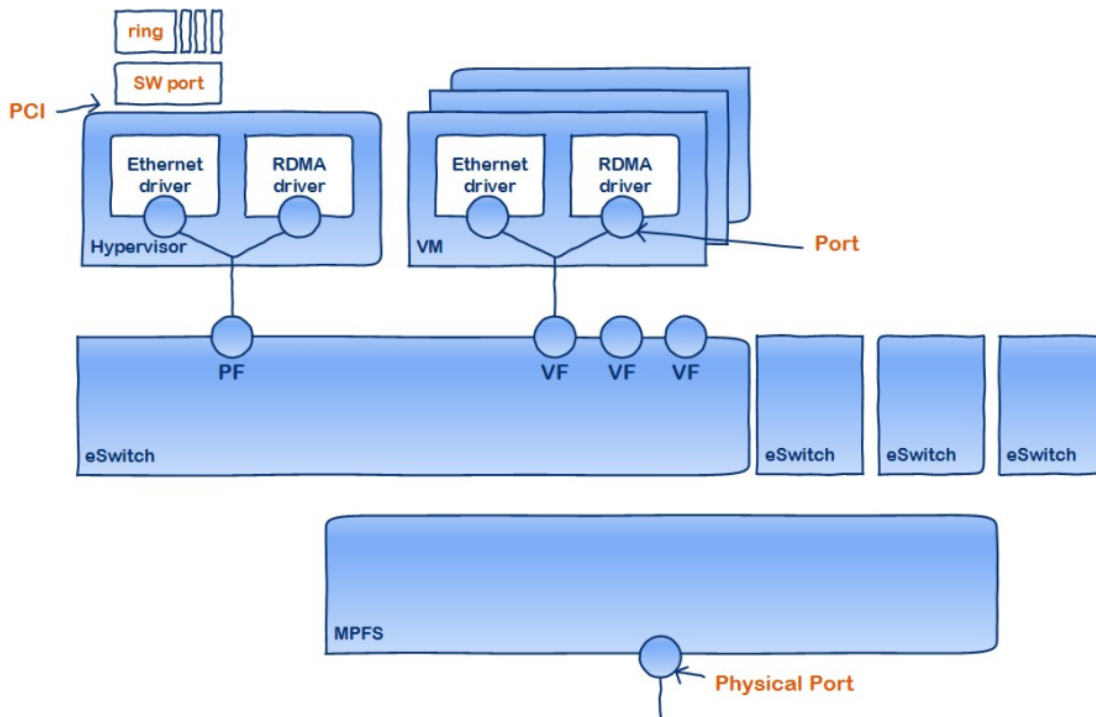 ring
SW port
PCI
Ethernet
driver
RDMA
driver
Hypervisor
Ethernet
driver
RDMA
driver
VM
Port
PF
VF
VF
VF
eSwitch
eSwitch
eSwitch
eSwitch
MPFS
Physical Port